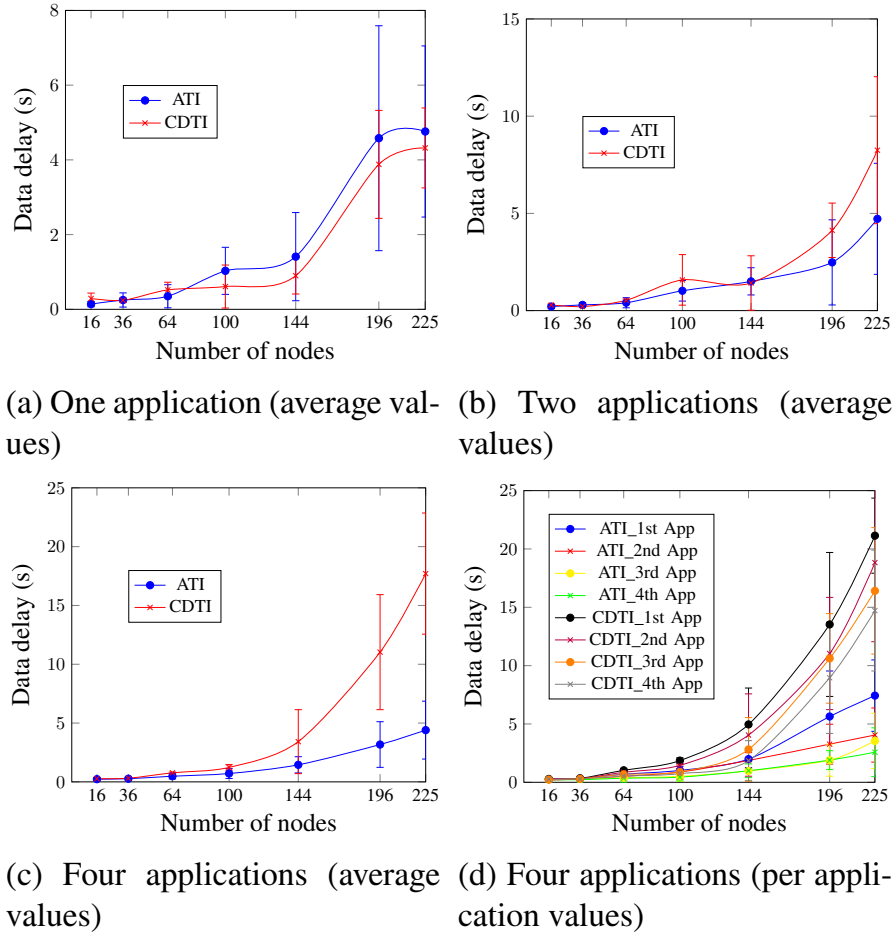 8
6
4
2
0
Data delay (s)
ATI
CDTI
16 36 64 100 144 196 225
Number of nodes
(a) One application (average val-
ues)
15
10
5
0
Data delay (s)
ATI
CDTI
16 36 64 100 144 196 225
Number of nodes
(b) Two applications (average
values)
25
20
15
10
5
0
Data delay (s)
ATI
CDTI
16 36 64 100 144 196 225
Number of nodes
(c) Four applications (average
values)
25
20
15
10
5
0
Data delay (s)
ATI_1st App
ATI_2nd App
ATI_3rd App
ATI_4th App
CDTI_1st App
CDTI_2nd App
CDTI_3rd App
CDTI_4th App
16 36 64 100 144 196 225
Number of nodes
(d) Four applications (per appli-
cation values)